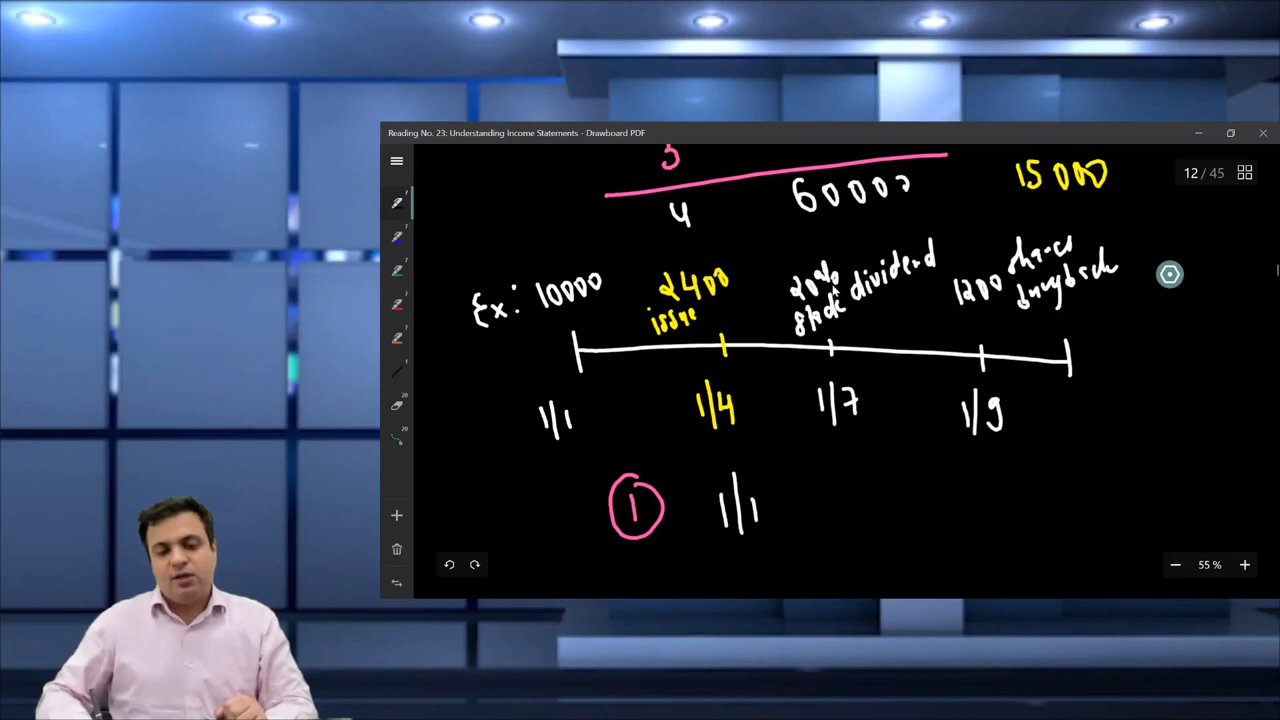 Reading No. 23: Understanding Income Statements - Drawboard PDF
12 / 45
3
4 60000 15000
Ex: 10000 2400 issue 20% stock dividend 1200 shares buyback
1/1 1/4 1/7 1/9
① 1/1
55 %